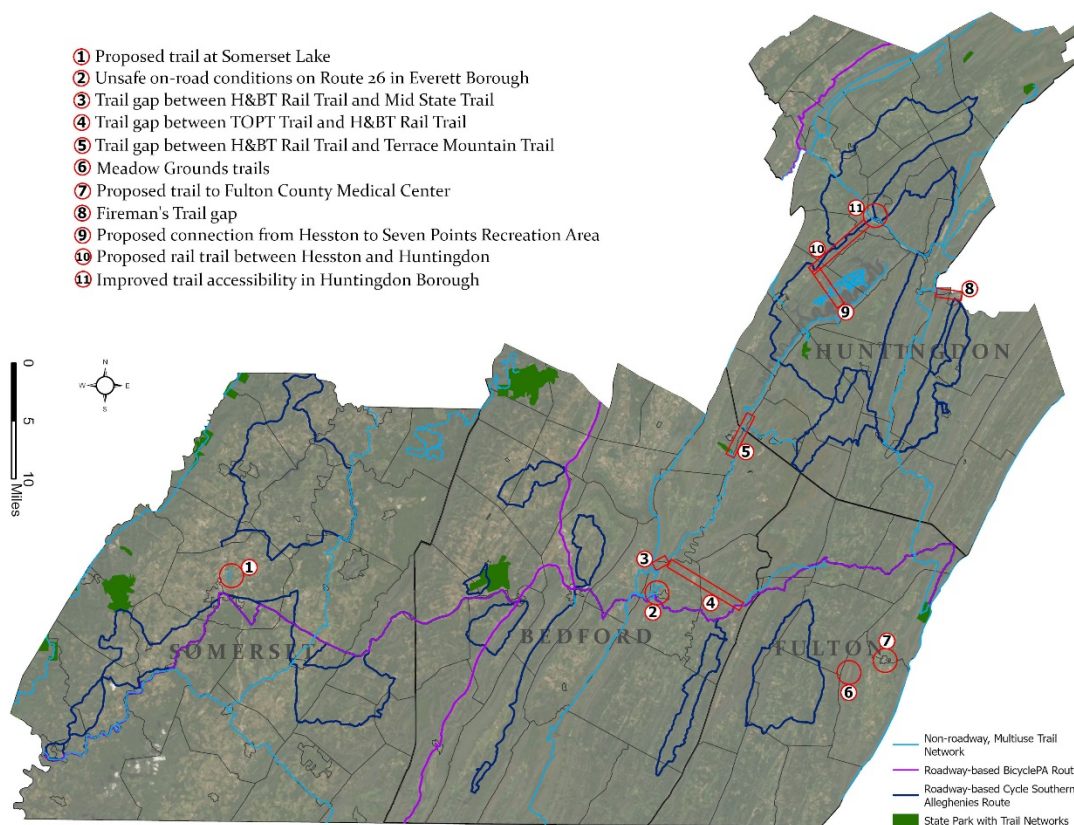 ① Proposed trail at Somerset Lake
② Unsafe on-road conditions on Route 26 in Everett Borough
③ Trail gap between H&BT Rail Trail and Mid State Trail
④ Trail gap between TOPT Trail and H&BT Rail Trail
⑤ Trail gap between H&BT Rail Trail and Terrace Mountain Trail
⑥ Meadow Grounds trails
⑦ Proposed trail to Fulton County Medical Center
⑧ Fireman's Trail gap
⑨ Proposed connection from Hesston to Seven Points Recreation Area
⑩ Proposed rail trail between Hesston and Huntingdon
⑪ Improved trail accessibility in Huntingdon Borough
11
10
8
9
HUNTINGDON
0
5
10
Miles
N
W
E
S
5
3
1
4
2
BEDFORD
SOMERSET
FULTON
7
6
Non-roadway, Multiuse Trail
Network
Roadway-based BicyclePA Rout
Roadway-based Cycle Southern
Alleghenies Route
State Park with Trail Networks